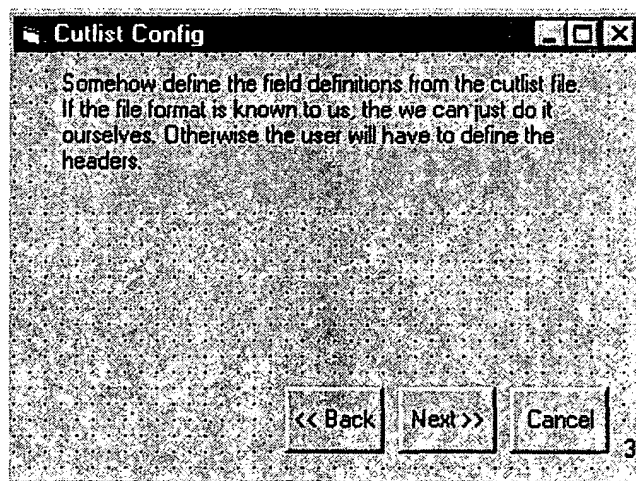 Cutlist Config
Somehow define the field definitions from the cutlist file.
If the file format is known to us, the we can just do it
ourselves. Otherwise the user will have to define the
headers.
<< Back Next>> Cancel
3